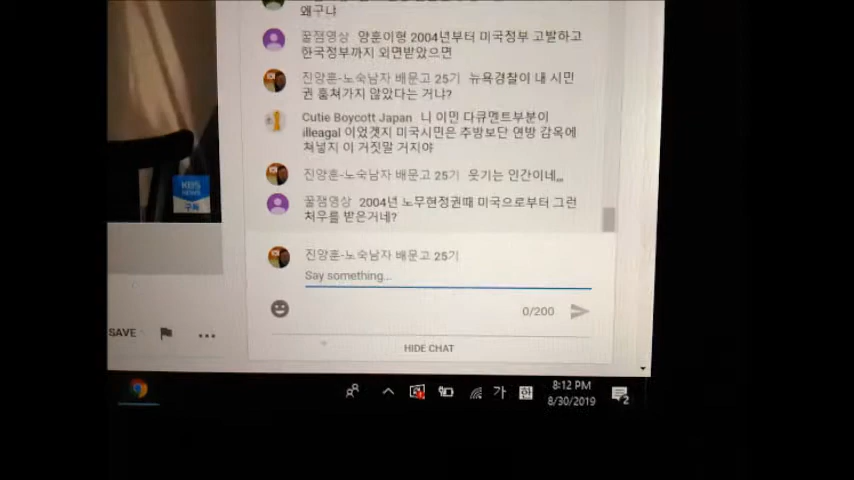 왜구냐
꿀잼영상 양훈이형 2004년부터 미국정부 고발하고
한국정부까지 외면받았으면
진양훈-노숙남자 배문고 25기 뉴욕경찰이 내 시민
권 훔쳐가지 않았다는 거냐?
Cutie Boycott Japan 니 이민 다큐멘트부분이
illeagal 이었겟지 미국시민은 추방보단 연방 감옥에
쳐넣지 이 거짓말 거지야
진양훈-노숙남자 배문고 25기 웃기는 인간이네,,,
꿀잼영상 2004년 노무현정권때 미국으로부터 그런
처우를 받은거네?
KBS
NEWS
구독
진양훈-노숙남자 배문고 25기
Say something...
0/200
SAVE
HIDE CHAT
가
한
8:12 PM
8/30/2019
2